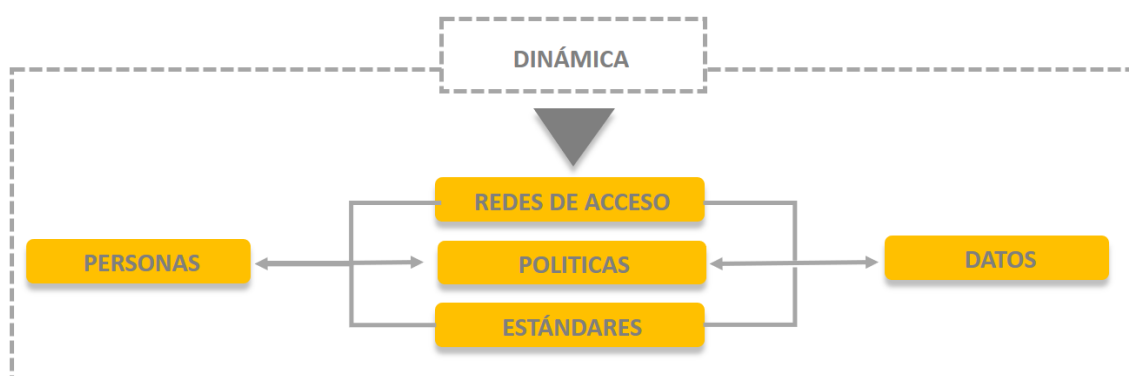 DINÁMICA
REDES DE ACCESO
PERSONAS
POLITICAS
DATOS
ESTÁNDARES